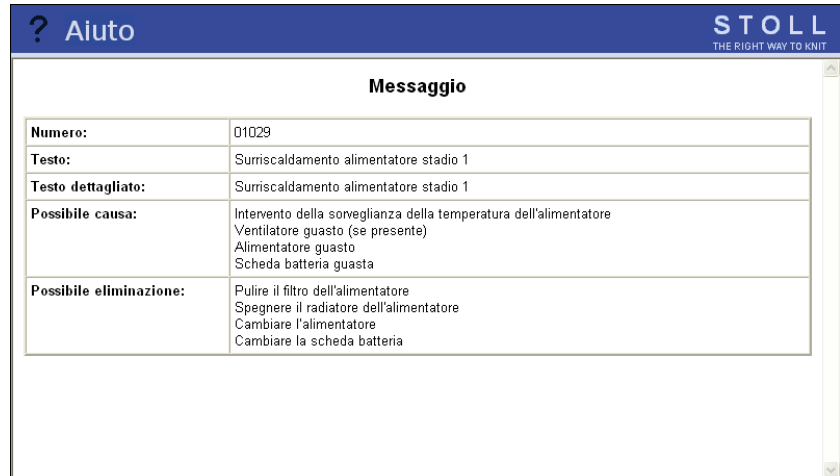 ? Aiuto
STOLL
THE RIGHT WAY TO KNIT
Messaggio
Numero: 01029
Testo: Surriscaldamento alimentatore stadio 1
Testo dettagliato: Surriscaldamento alimentatore stadio 1
Possibile causa: Intervento della sorveglianza della temperatura dell'alimentatore
Ventilatore guasto (se presente)
Alimentatore guasto
Scheda batteria guasta
Possibile eliminazione: Pulire il filtro dell'alimentatore
Spegnere il radiatore dell'alimentatore
Cambiare l'alimentatore
Cambiare la scheda batteria